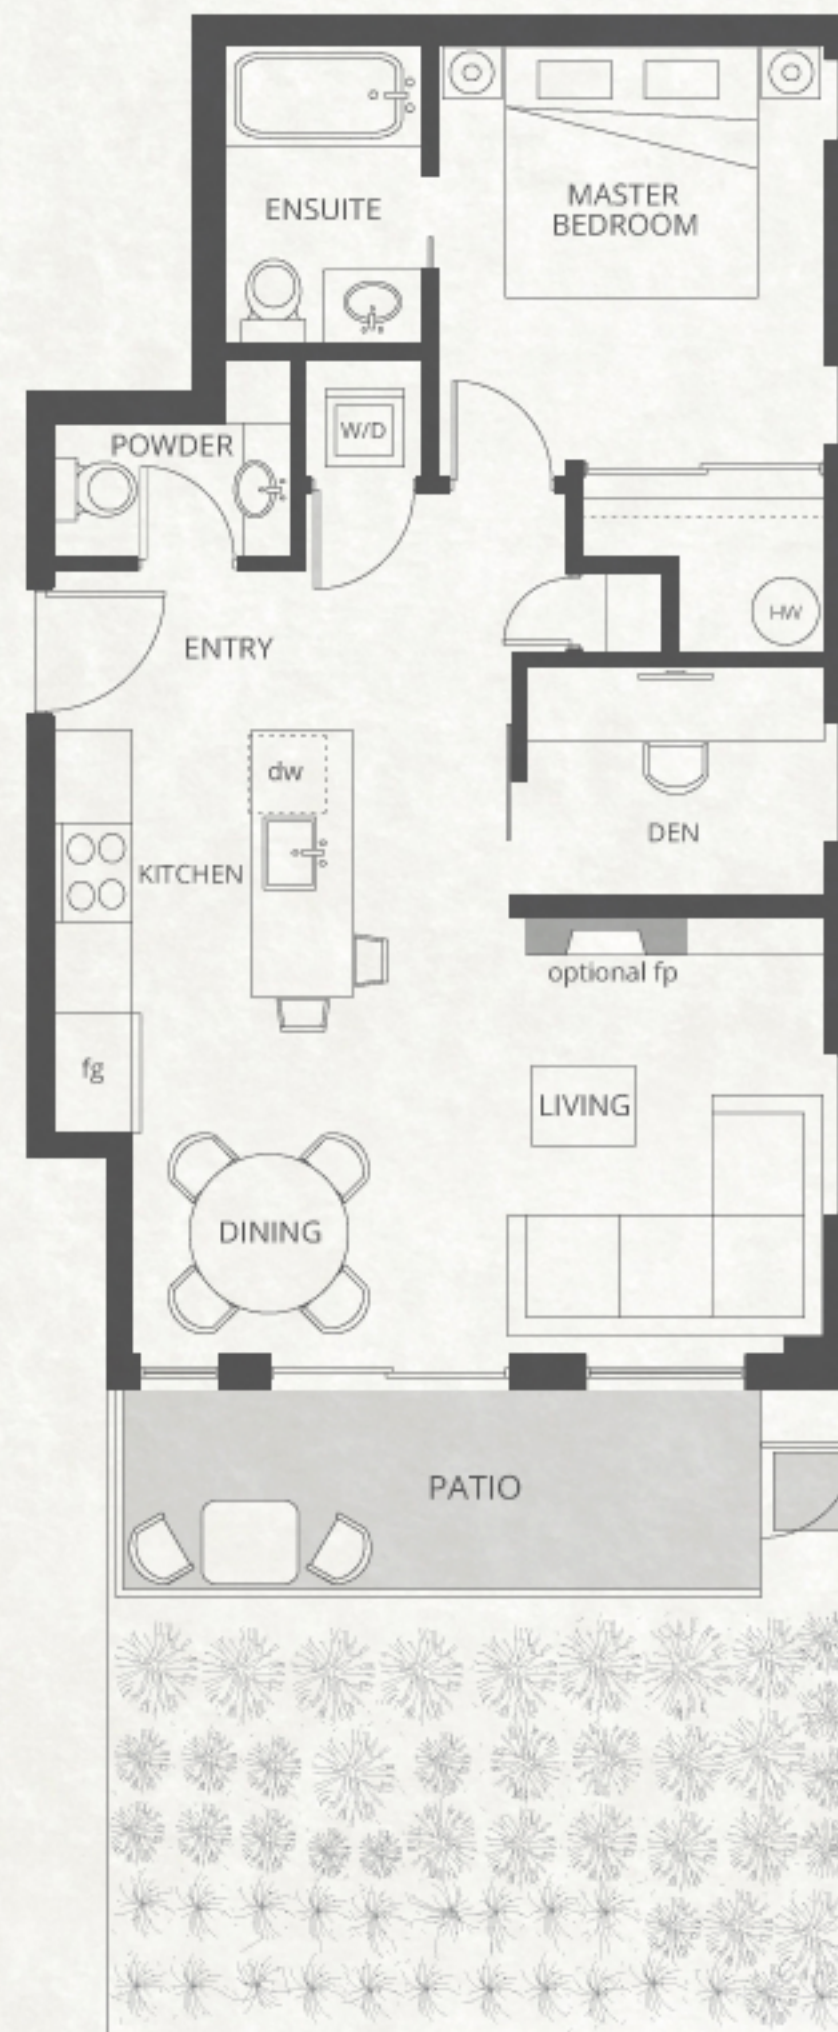 ENSUITE
MASTER
BEDROOM
POWDER
W/D
HW
ENTRY
dw
DEN
KITCHEN
optional fp
fg
LIVING
DINING
PATIO